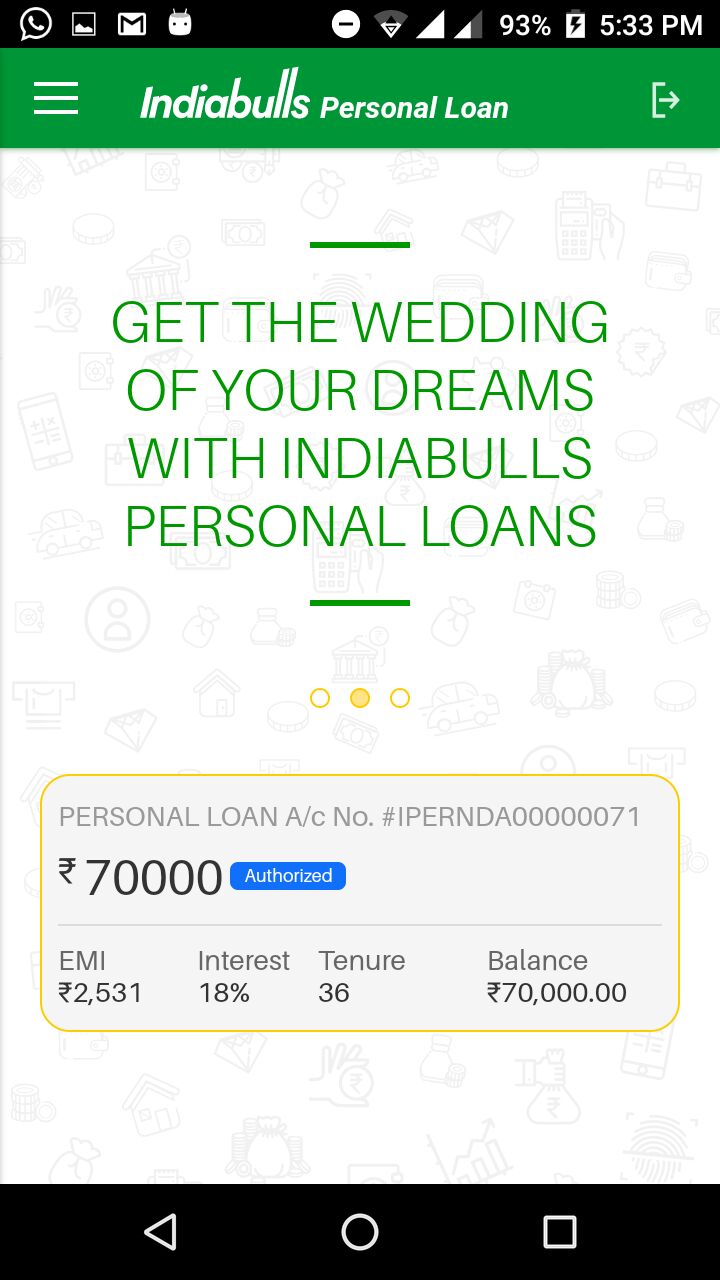 93% 5:33 PM
Indiabulls Personal Loan
GET THE WEDDING
OF YOUR DREAMS
WITH INDIABULLS
PERSONAL LOANS
PERSONAL LOAN A/c No. #IPERNDA00000071
₹ 70000 Authorized
EMI Interest Tenure Balance
₹2,531 18% 36 ₹70,000.00